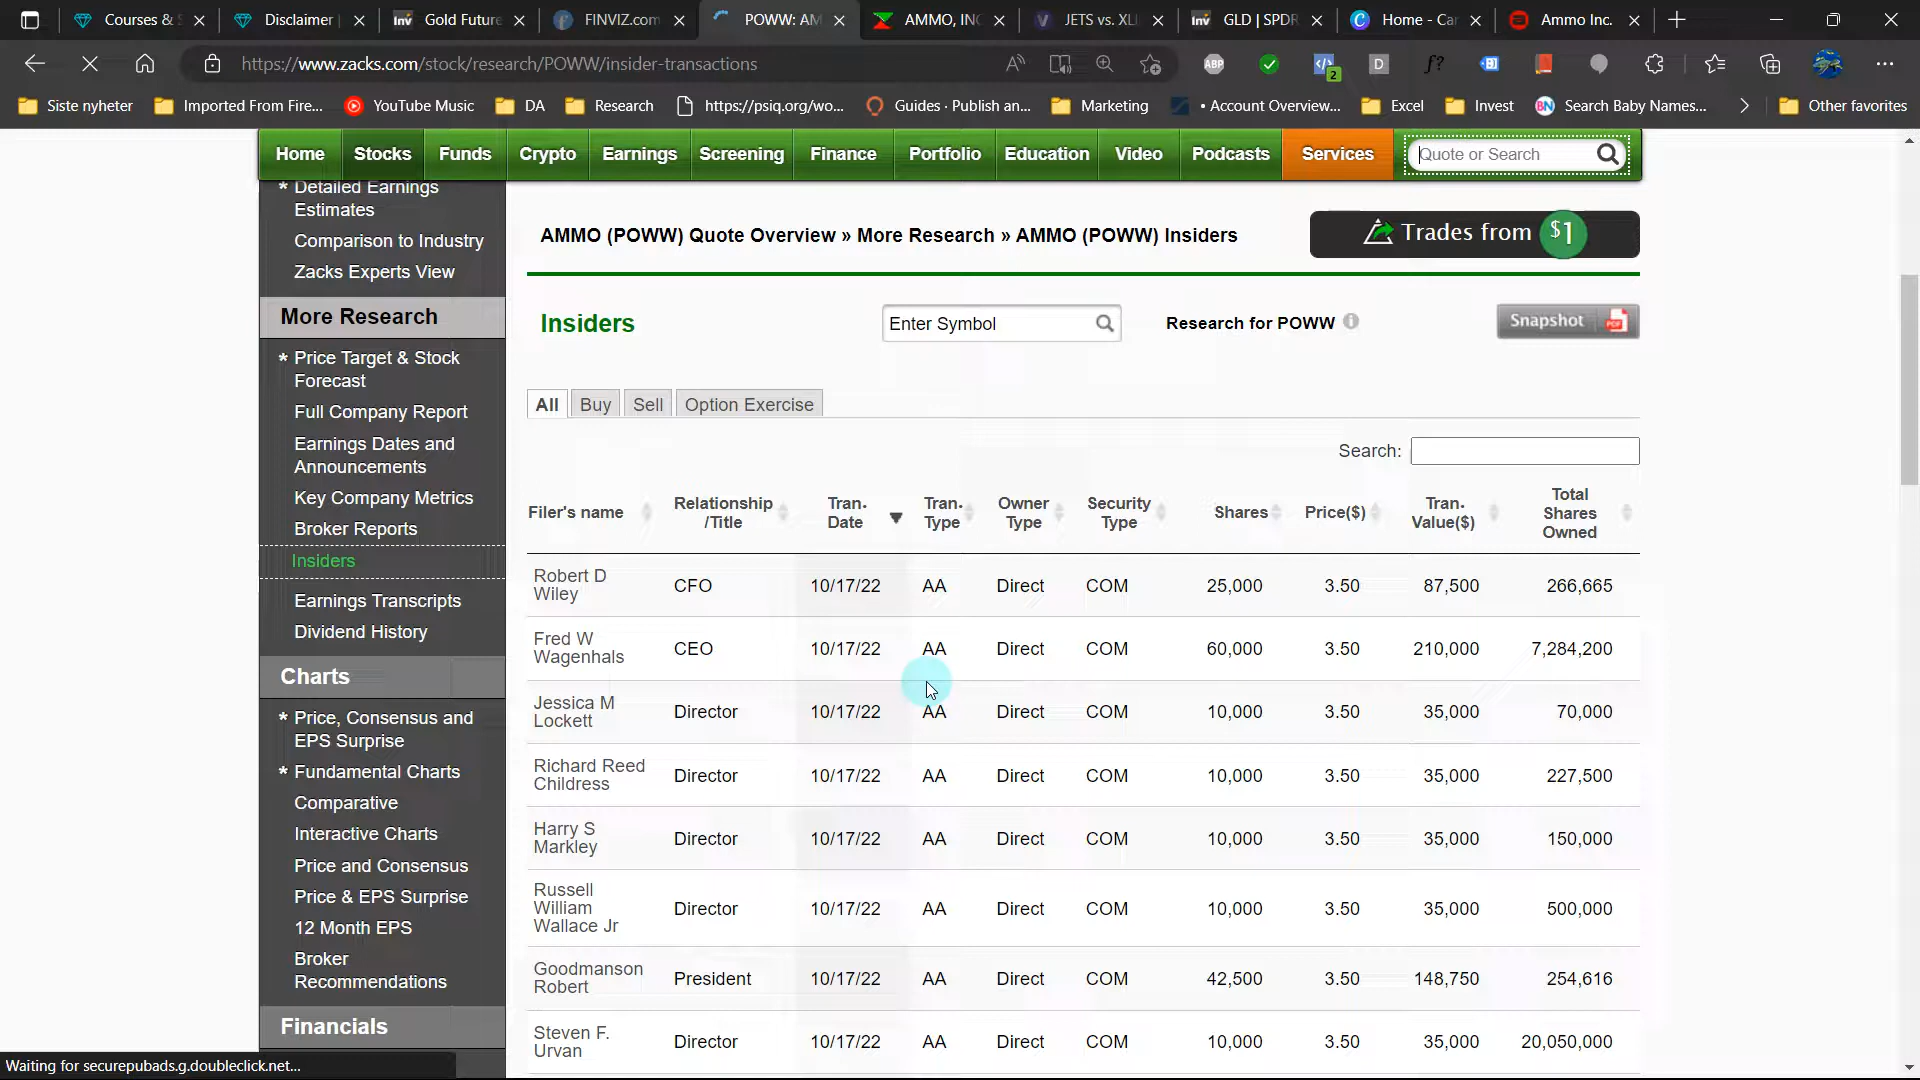 Courses & S
Disclaimer
Gold Future
FINVIZ.com
POWW: AM
AMMO, INC
JETS vs. XLI
GLD | SPDR
Home - Can
Ammo Inc.
https://www.zacks.com/stock/research/POWW/insider-transactions
Siste nyheter
Imported From Fire...
YouTube Music
DA
Research
https://psiq.org/wo...
Guides · Publish an...
Marketing
• Account Overview...
Excel
Invest
Search Baby Names...
Other favorites
Home
Stocks
Funds
Crypto
Earnings
Screening
Finance
Portfolio
Education
Video
Podcasts
Services
Quote or Search
* Detailed Earnings
Estimates
Comparison to Industry
Zacks Experts View
More Research
* Price Target & Stock
Forecast
Full Company Report
Earnings Dates and
Announcements
Key Company Metrics
Broker Reports
Insiders
Earnings Transcripts
Dividend History
Charts
* Price, Consensus and
EPS Surprise
* Fundamental Charts
Comparative
Interactive Charts
Price and Consensus
Price & EPS Surprise
12 Month EPS
Broker
Recommendations
Financials
AMMO (POWW) Quote Overview » More Research » AMMO (POWW) Insiders
Trades from $1
Insiders
Enter Symbol
Research for POWW
Snapshot
All
Buy
Sell
Option Exercise
Search:
Filer's name
Relationship
/Title
Tran.
Date
Tran.
Type
Owner
Type
Security
Type
Shares
Price($)
Tran.
Value($)
Total
Shares
Owned
Robert D
Wiley
CFO 10/17/22 AA Direct COM 25,000 3.50 87,500 266,665
Fred W
Wagenhals
CEO 10/17/22 AA Direct COM 60,000 3.50 210,000 7,284,200
Jessica M
Lockett
Director 10/17/22 AA Direct COM 10,000 3.50 35,000 70,000
Richard Reed
Childress
Director 10/17/22 AA Direct COM 10,000 3.50 35,000 227,500
Harry S
Markley
Director 10/17/22 AA Direct COM 10,000 3.50 35,000 150,000
Russell
William
Wallace Jr
Director 10/17/22 AA Direct COM 10,000 3.50 35,000 500,000
Goodmanson
Robert
President 10/17/22 AA Direct COM 42,500 3.50 148,750 254,616
Steven F.
Urvan
Director 10/17/22 AA Direct COM 10,000 3.50 35,000 20,050,000
Waiting for securepubads.g.doubleclick.net...